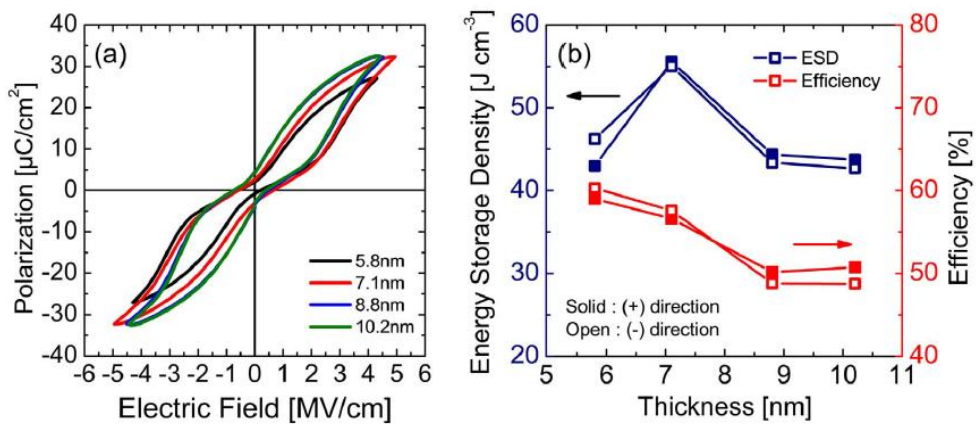 (a)
Polarization [µC/cm²]
40
30
20
10
0
-10
-20
-30
-40
5.8nm
7.1nm
8.8nm
10.2nm
-6 -5 -4 -3 -2 -1 0 1 2 3 4 5 6
Electric Field [MV/cm]
(b)
Energy Storage Density [J cm⁻³]
60
50
40
30
20
ESD
Efficiency
Solid : (+) direction
Open : (-) direction
5 6 7 8 9 10 11
Thickness [nm]
80
70
60
50
40
Efficiency [%]